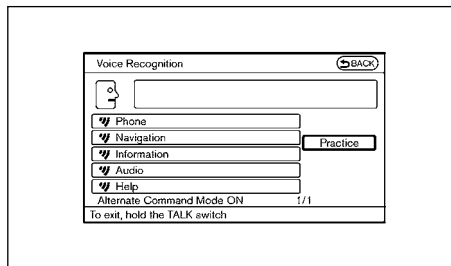 Voice Recognition
BACK
Phone
Navigation
Practice
Information
Audio
Help
Alternate Command Mode ON 1/1
To exit, hold the TALK switch